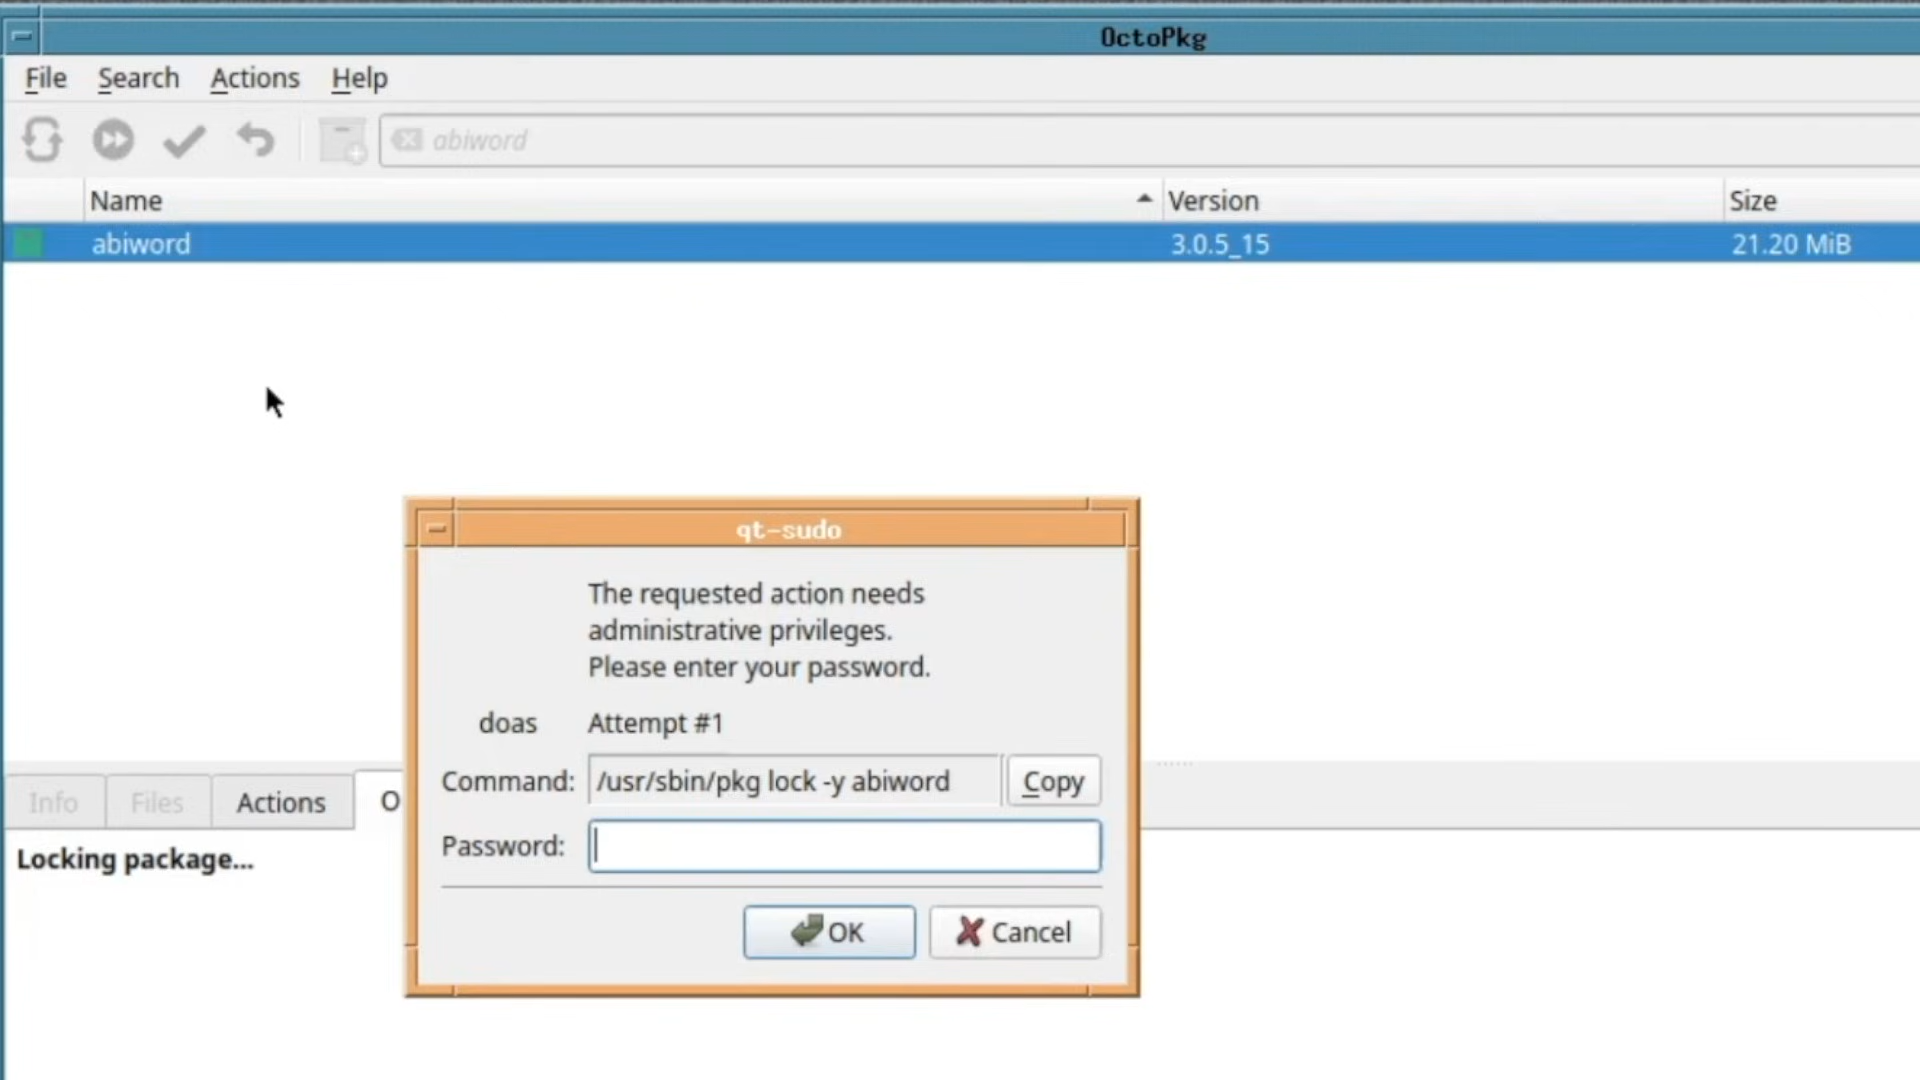 OctoPkg
File Search Actions Help
abiword
Name Version Size
abiword 3.0.5_15 21.20 MiB
qt-sudo
The requested action needs
administrative privileges.
Please enter your password.
doas Attempt #1
Command: /usr/sbin/pkg lock -y abiword Copy
Info Files Actions O
Password:
Locking package...
OK Cancel